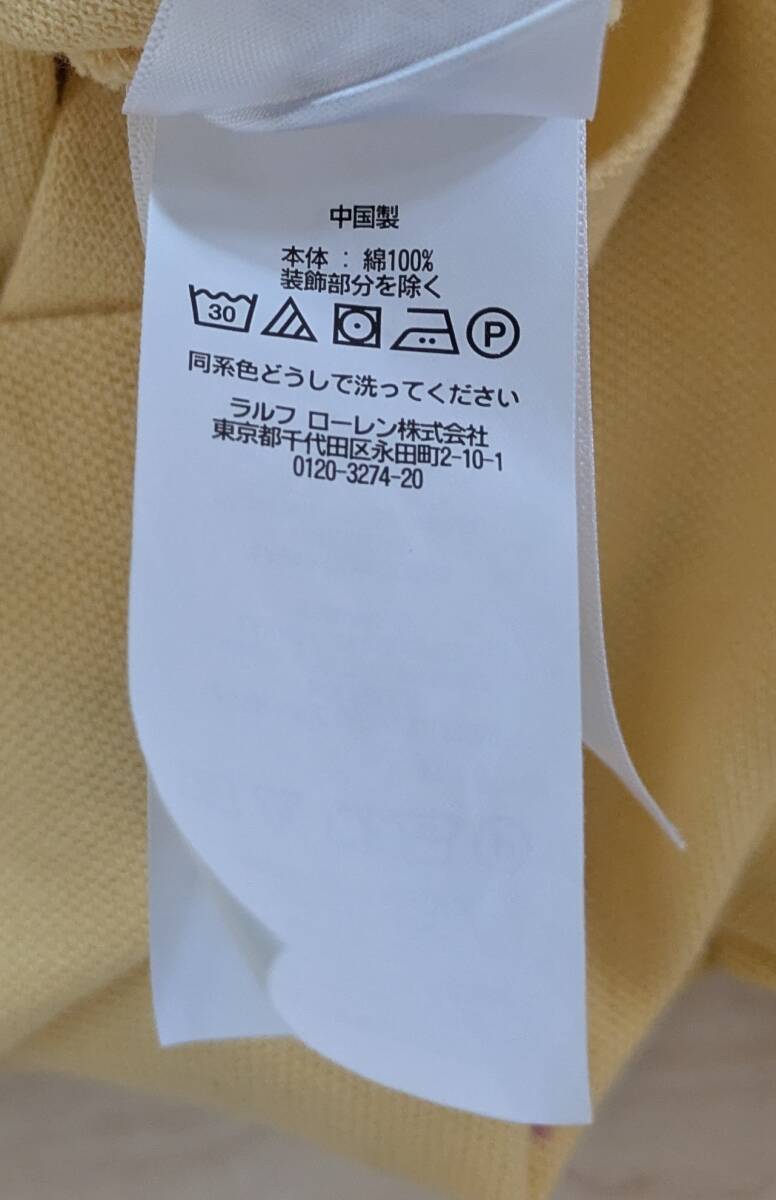 中国製
本体 : 綿100%
装飾部分を除く
30 P
同系色どうしで洗ってください
ラルフ ローレン株式会社
東京都千代田区永田町2-10-1
0120-3274-20